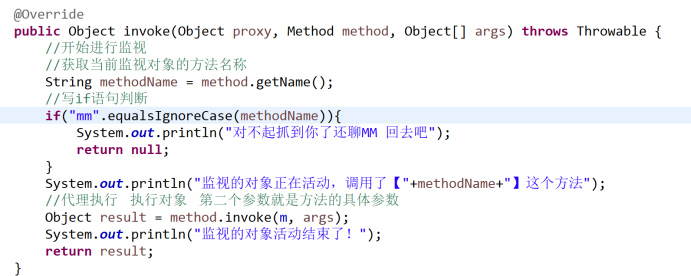 @Override
public Object invoke(Object proxy, Method method, Object[] args) throws Throwable {
//开始进行监视
//获取当前监视对象的方法名称
String methodName = method.getName();
//写if语句判断
if("mm".equalsIgnoreCase(methodName)){
System.out.println("对不起抓到你了还聊MM 回去吧");
return null;
}
System.out.println("监视的对象正在活动，调用了【"+methodName+"】这个方法");
//代理执行 执行对象 第二个参数就是方法的具体参数
Object result = method.invoke(m, args);
System.out.println("监视的对象活动结束了！");
return result;
}